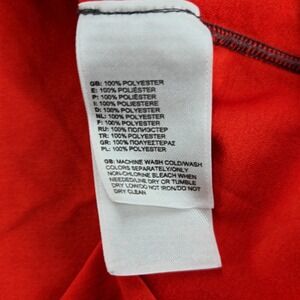 GB: 100% POLYESTER
E: 100% POLIÉSTER
P: 100% POLIÉSTER
I: 100% POLIESTERE
D: 100% POLYESTER
NL: 100% POLYESTER
F: 100% POLYESTER
RU: 100% ПОЛИЭСТЕР
TR: 100% POLYESTER
GR: 100% ΠΟΛΥΕΣΤΕΡΑΣ
PL: 100% POLYESTER
GB: MACHINE WASH COLD/WASH
COLORS SEPARATELY/ONLY
NON-CHLORINE BLEACH WHEN
NEEDED/LINE DRY OR TUMBLE
DRY LOW/DO NOT IRON/DO NOT
DRY CLEAN